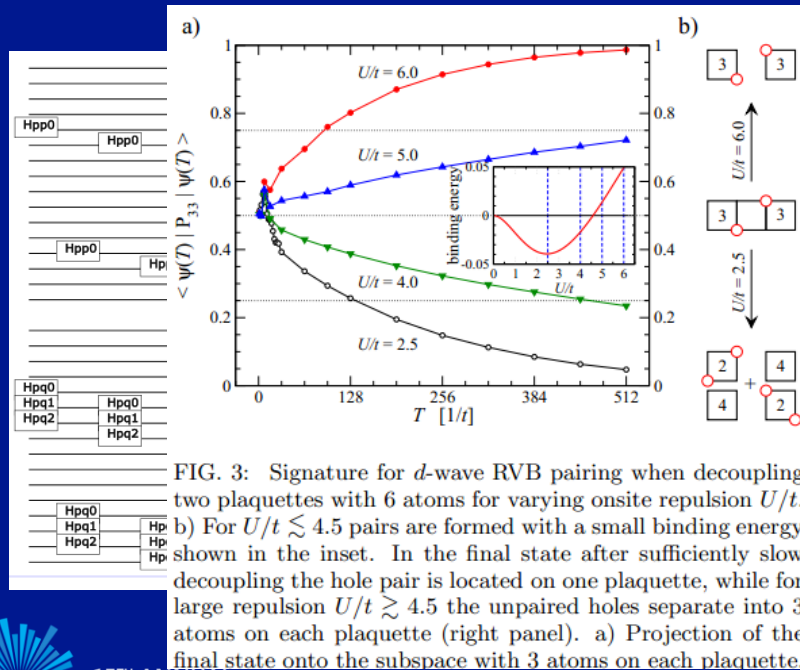 a)
b)
1
0.8
0.6
0.4
0.2
0
< ψ(T) | P33 | ψ(T) >
U/t = 6.0
U/t = 5.0
U/t = 4.0
U/t = 2.5
1
0.8
0.6
0.4
0.2
0
0 128 256 384 512
T [1/t]
0.05
0
-0.05
binding energy
0 1 2 3 4 5 6
U/t
3 3
U/t = 6.0
3 3
U/t = 2.5
2 4
+
4 2
Hpp0
Hpp0
Hpp0
Hp
Hpq0
Hpq1 Hpq0
Hpq2 Hpq1
Hpq2
Hpq0
Hpq1 Hp
Hpq2 Hp
Hp
FIG. 3: Signature for d-wave RVB pairing when decoupling
two plaquettes with 6 atoms for varying onsite repulsion U/t.
b) For U/t ≲ 4.5 pairs are formed with a small binding energy
shown in the inset. In the final state after sufficiently slow
decoupling the hole pair is located on one plaquette, while for
large repulsion U/t ≳ 4.5 the unpaired holes separate into 3
atoms on each plaquette (right panel). a) Projection of the
final state onto the subspace with 3 atoms on each plaquette